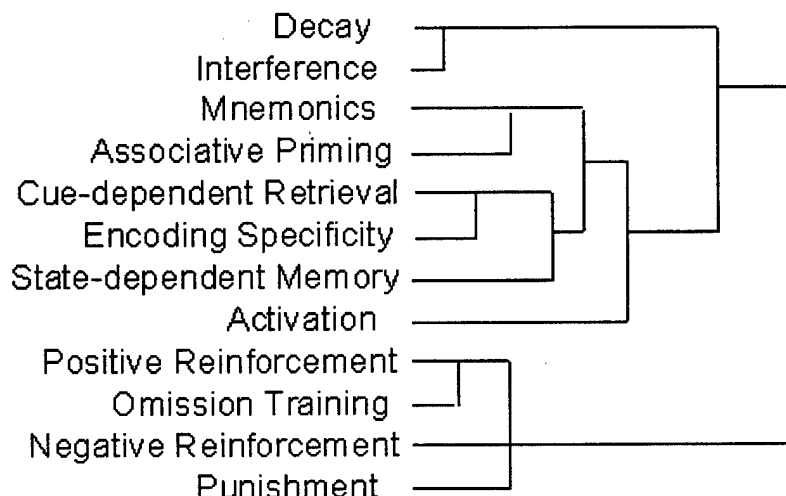 Decay
Interference
Mnemonics
Associative Priming
Cue-dependent Retrieval
Encoding Specificity
State-dependent Memory
Activation
Positive Reinforcement
Omission Training
Negative Reinforcement
Punishment